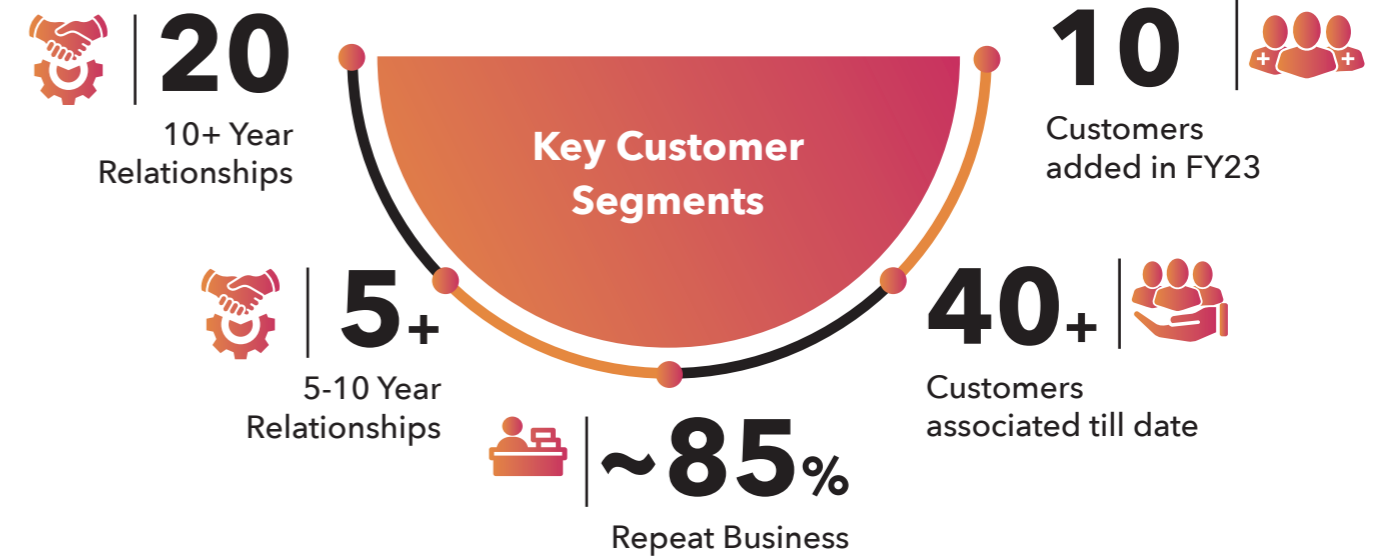 Key Customer
Segments
20
10+ Year
Relationships
5+
5-10 Year
Relationships
~85%
Repeat Business
40+
Customers
associated till date
10
Customers
added in FY23